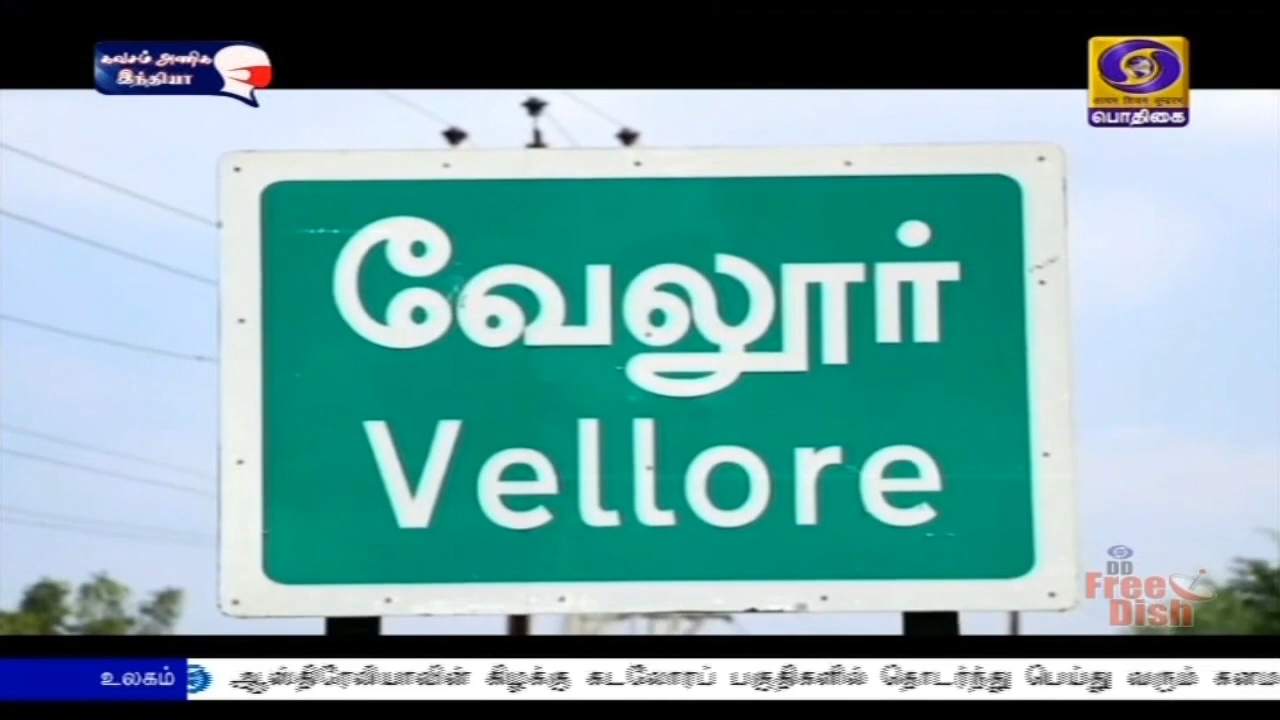 கவசம் அணிக
இந்தியா
பொதிகை
வேலூர்
Vellore
DD
Free
Dish
உலகம்
ஆஸ்திரேலியாவின் கிழக்கு கடலோரப் பகுதிகளில் தொடர்ந்து பெய்து வரும் கனம